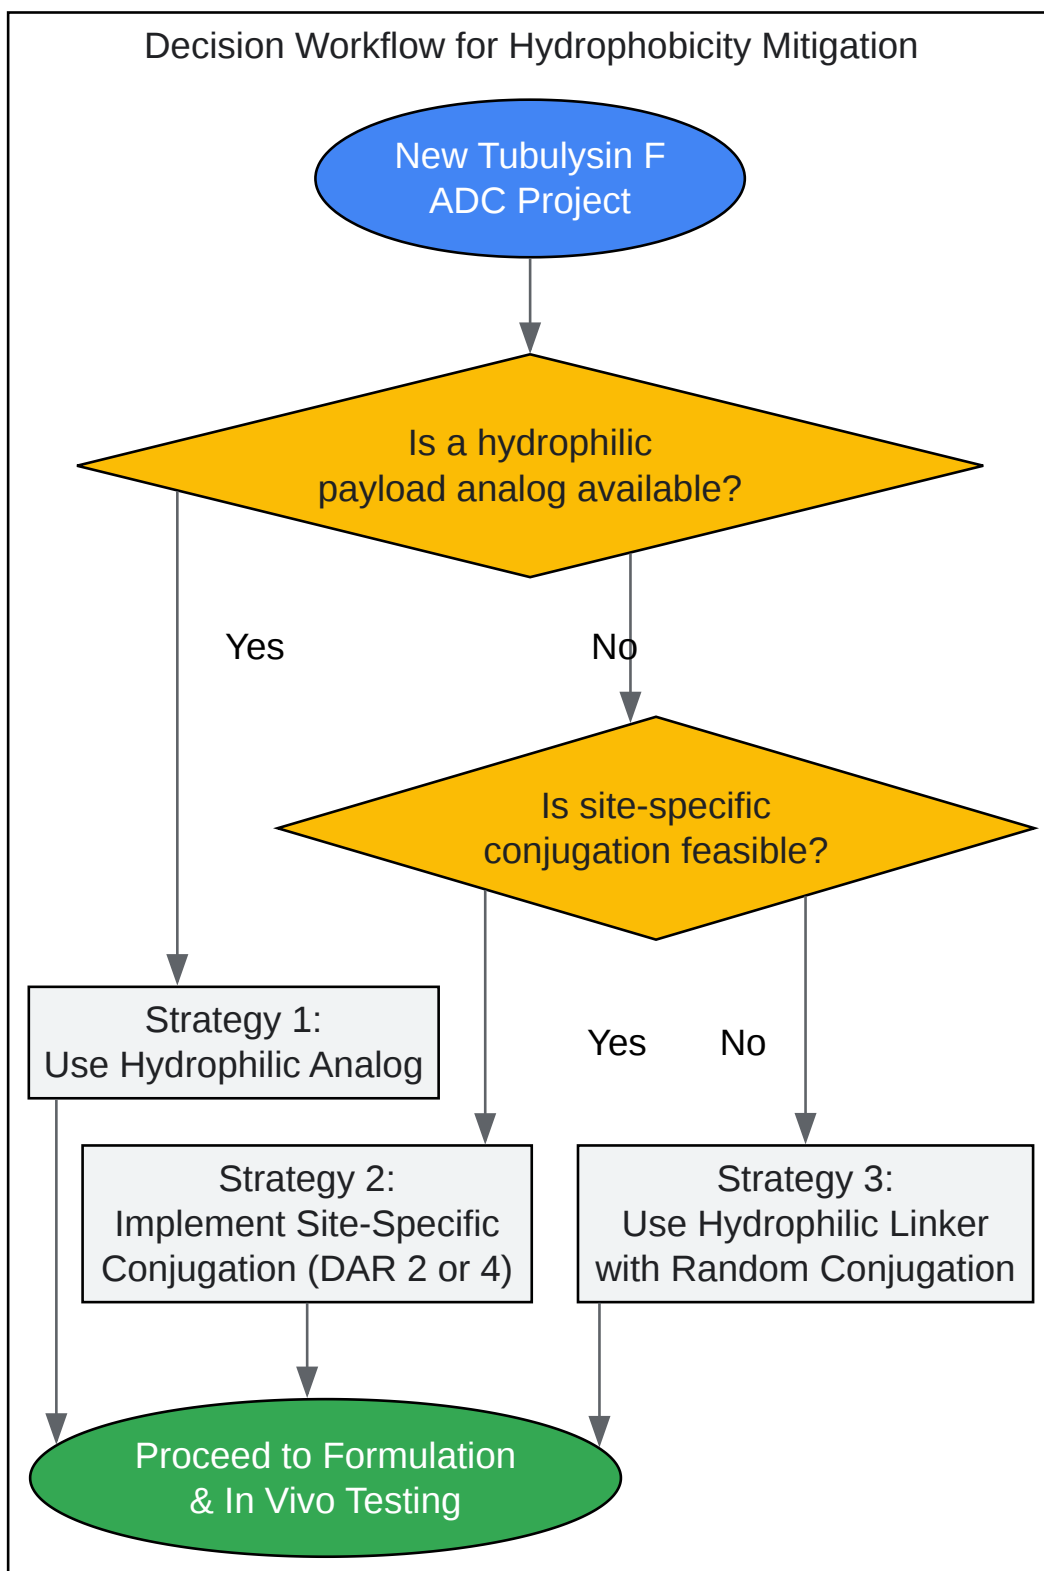 Decision Workflow for Hydrophobicity Mitigation
New Tubulysin F
ADC Project
Is a hydrophilic
payload analog available?
Yes
No
Is site-specific
conjugation feasible?
Strategy 1:
Use Hydrophilic Analog
Yes
No
Strategy 2:
Implement Site-Specific
Conjugation (DAR 2 or 4)
Strategy 3:
Use Hydrophilic Linker
with Random Conjugation
Proceed to Formulation
& In Vivo Testing